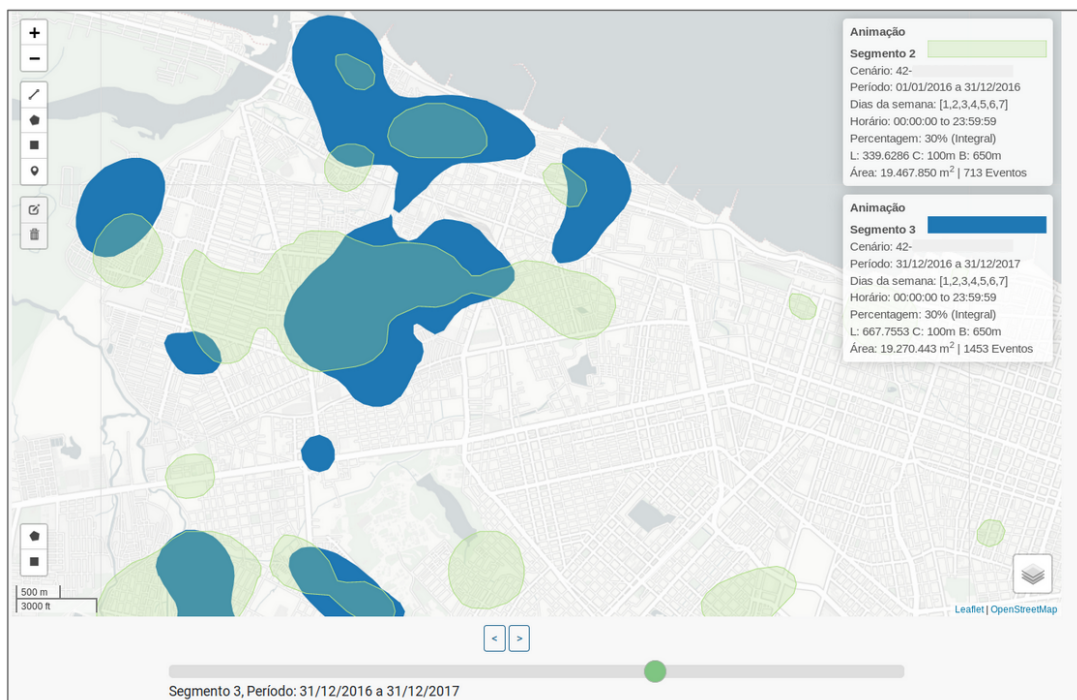 +
−
Animação
Segmento 2
Cenário: 42-
Período: 01/01/2016 a 31/12/2016
Dias da semana: [1,2,3,4,5,6,7]
Horário: 00:00:00 to 23:59:59
Percentagem: 30% (Integral)
L: 339.6286 C: 100m B: 650m
Área: 19.467.850 m² | 713 Eventos
Animação
Segmento 3
Cenário: 42-
Período: 31/12/2016 a 31/12/2017
Dias da semana: [1,2,3,4,5,6,7]
Horário: 00:00:00 to 23:59:59
Percentagem: 30% (Integral)
L: 667.7553 C: 100m B: 650m
Área: 19.270.443 m² | 1453 Eventos
500 m
3000 ft
Leaflet | OpenStreetMap
< >
Segmento 3, Período: 31/12/2016 a 31/12/2017